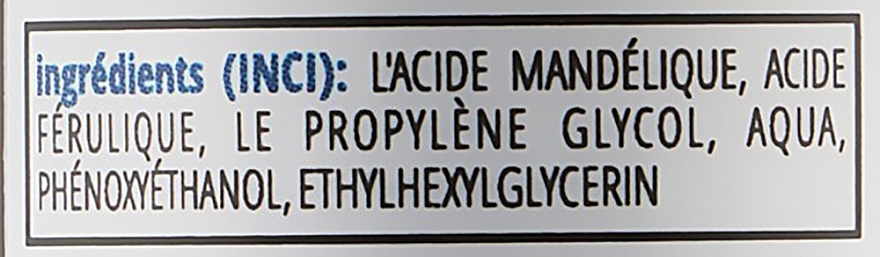 ingrédients (INCI): L'ACIDE MANDÉLIQUE, ACIDE
FÉRULIQUE, LE PROPYLÈNE GLYCOL, AQUA,
PHÉNOXYÉTHANOL, ETHYLHEXYLGLYCERIN